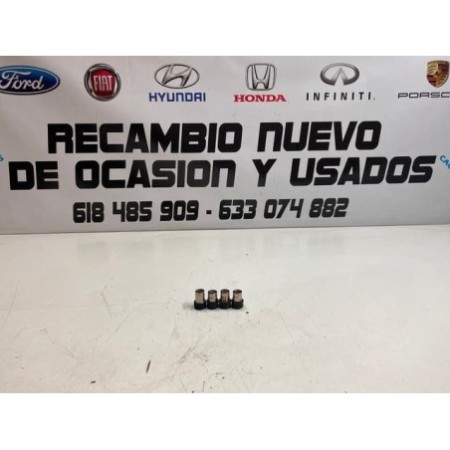 Ford
FIAT
HYUNDAI
HONDA
INFINITI
PORSC
RECAMBIO NUEVO
DE OCASION Y USADOS
618 485 909 - 633 074 882